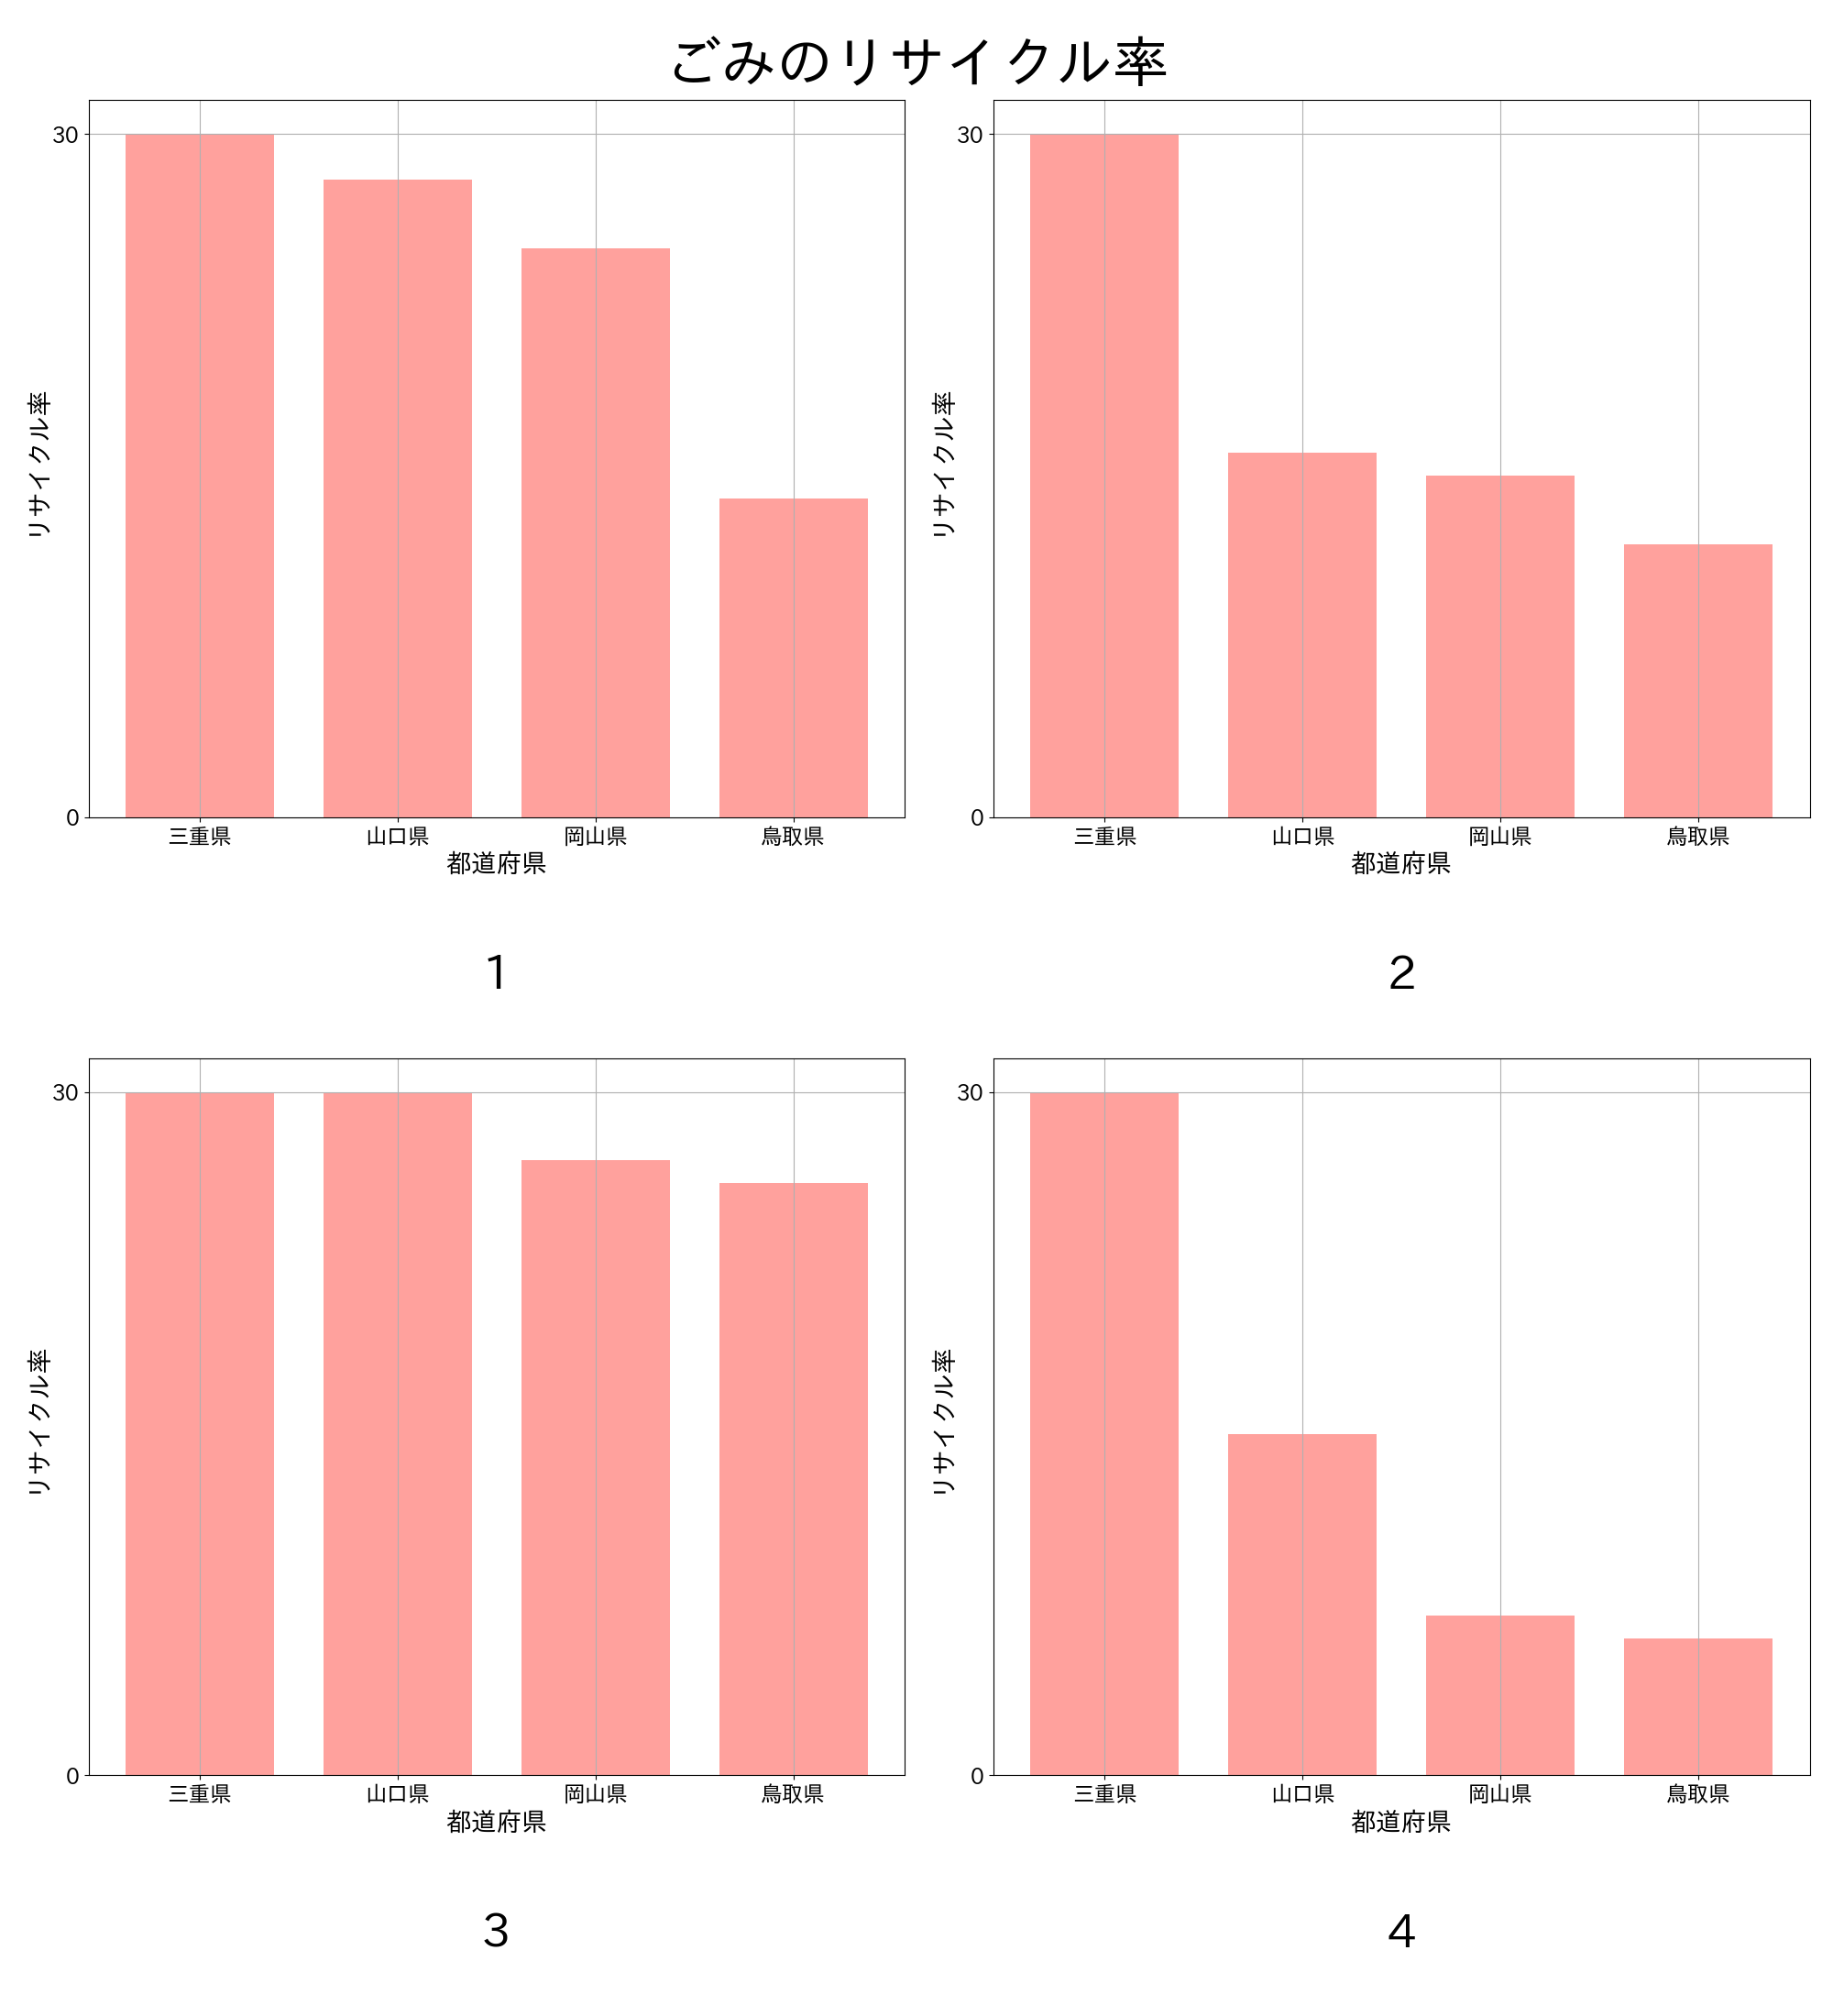 ごみのリサイクル率
30
0
リサイクル率
三重県 山口県 岡山県 鳥取県
都道府県
1
30
0
リサイクル率
三重県 山口県 岡山県 鳥取県
都道府県
2
30
0
リサイクル率
三重県 山口県 岡山県 鳥取県
都道府県
3
30
0
リサイクル率
三重県 山口県 岡山県 鳥取県
都道府県
4